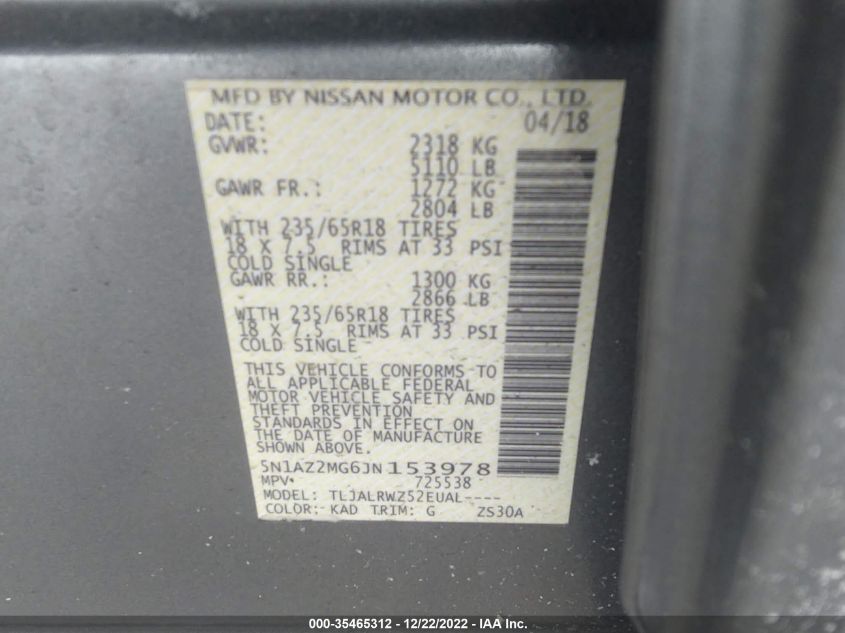 MFD BY NISSAN MOTOR CO., LTD.
DATE: 04/18
GVWR: 2318 KG
5110 LB
GAWR FR.: 1272 KG
2804 LB
WITH 235/65R18 TIRES
18 X 7.5 RIMS AT 33 PSI
COLD SINGLE
GAWR RR.: 1300 KG
2866 LB
WITH 235/65R18 TIRES
18 X 7.5 RIMS AT 33 PSI
COLD SINGLE
THIS VEHICLE CONFORMS TO
ALL APPLICABLE FEDERAL
MOTOR VEHICLE SAFETY AND
THEFT PREVENTION
STANDARDS IN EFFECT ON
THE DATE OF MANUFACTURE
SHOWN ABOVE.
5N1AZ2MG6JN153978
MPV 725538
MODEL: TLJALRWZ52EUAL----
COLOR: KAD TRIM: G ZS30A
000-35465312 - 12/22/2022 - IAA Inc.